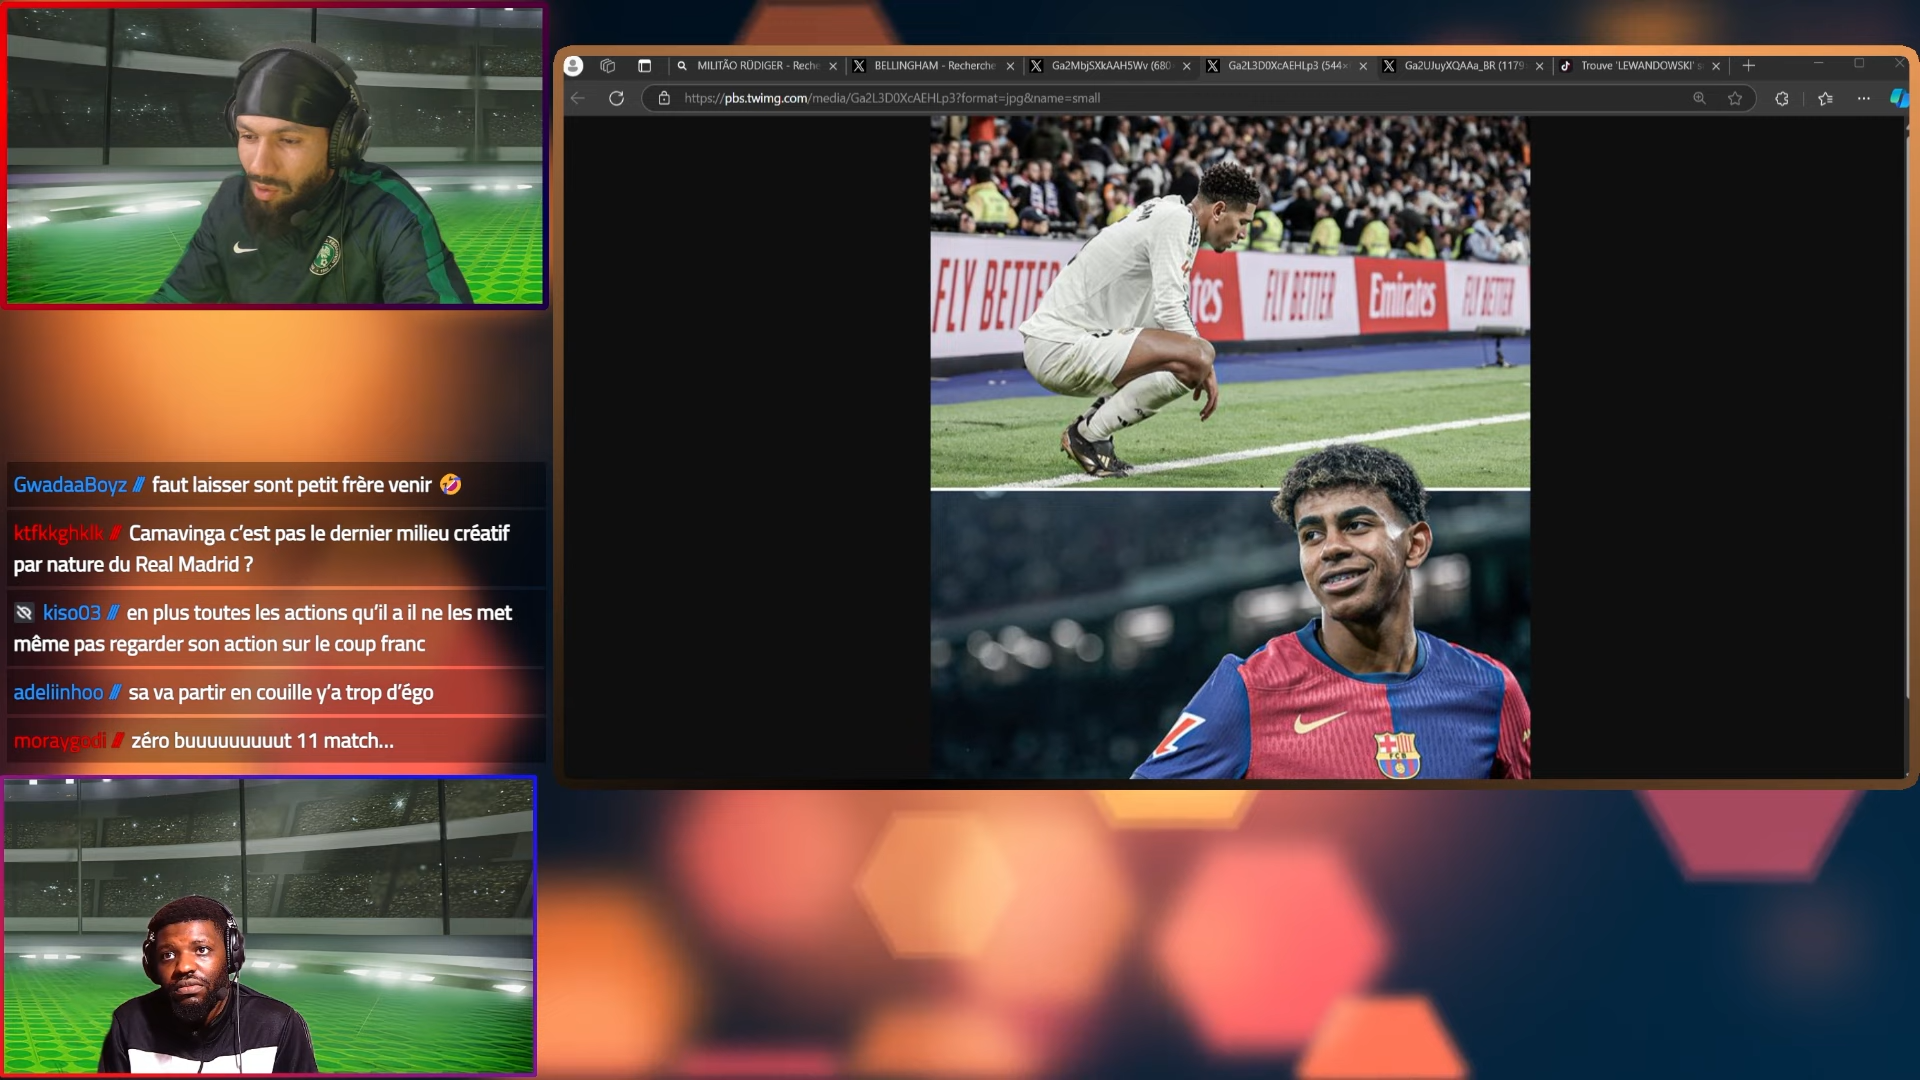 MILITÃO RÜDIGER - Reche
BELLINGHAM - Recherche
Ga2MbjSXkAAH5Wv (680
Ga2L3D0XcAEHLp3 (544×
Ga2UJuyXQAAa_BR (1179
Trouve 'LEWANDOWSKI' s
https://pbs.twimg.com/media/Ga2L3D0XcAEHLp3?format=jpg&name=small
FLY BETTER
tes
FLY BETTER
Emirates
FLY BETTER
FCB
GwadaaBoyz // faut laisser sont petit frère venir 🤣
ktfkkghklk // Camavinga c'est pas le dernier milieu créatif
par nature du Real Madrid ?
kiso03 // en plus toutes les actions qu'il a il ne les met
même pas regarder son action sur le coup franc
adeliinhoo // sa va partir en couille y'a trop d'égo
moraygodi // zéro buuuuuuuuut 11 match...